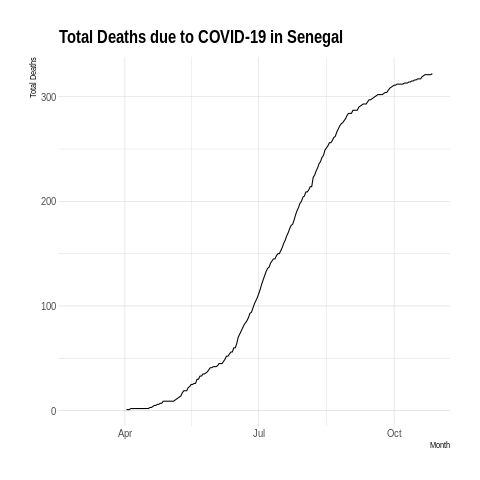 Total Deaths due to COVID-19 in Senegal
Total Deaths
300
200
100
0
Apr Jul Oct
Month